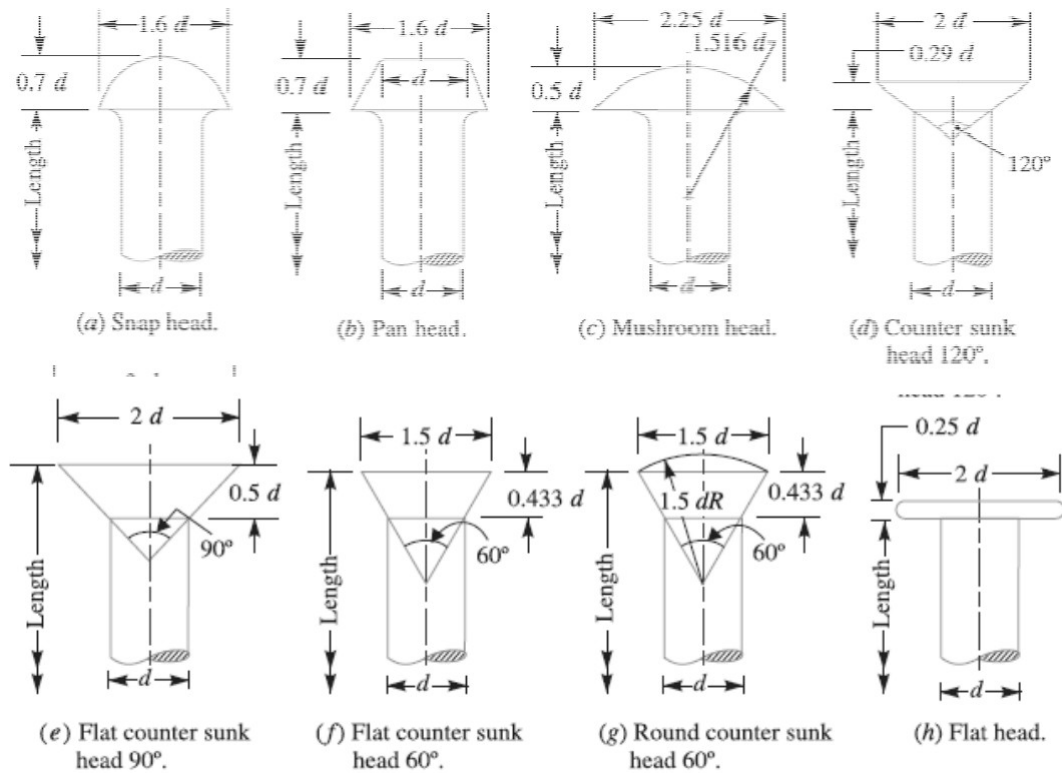 1.6 d
0.7 d
Length
d
(a) Snap head.
1.6 d
d
0.7 d
Length
d
(b) Pan head.
2.25 d
1.516 d
0.5 d
Length
d
(c) Mushroom head.
2 d
0.29 d
Length
120°
d
(d) Counter sunk
head 120°.
2 d
0.5 d
90°
Length
d
(e) Flat counter sunk
head 90°.
1.5 d
0.433 d
60°
Length
d
(f) Flat counter sunk
head 60°.
1.5 d
1.5 dR
0.433 d
60°
Length
d
(g) Round counter sunk
head 60°.
0.25 d
2 d
Length
d
(h) Flat head.